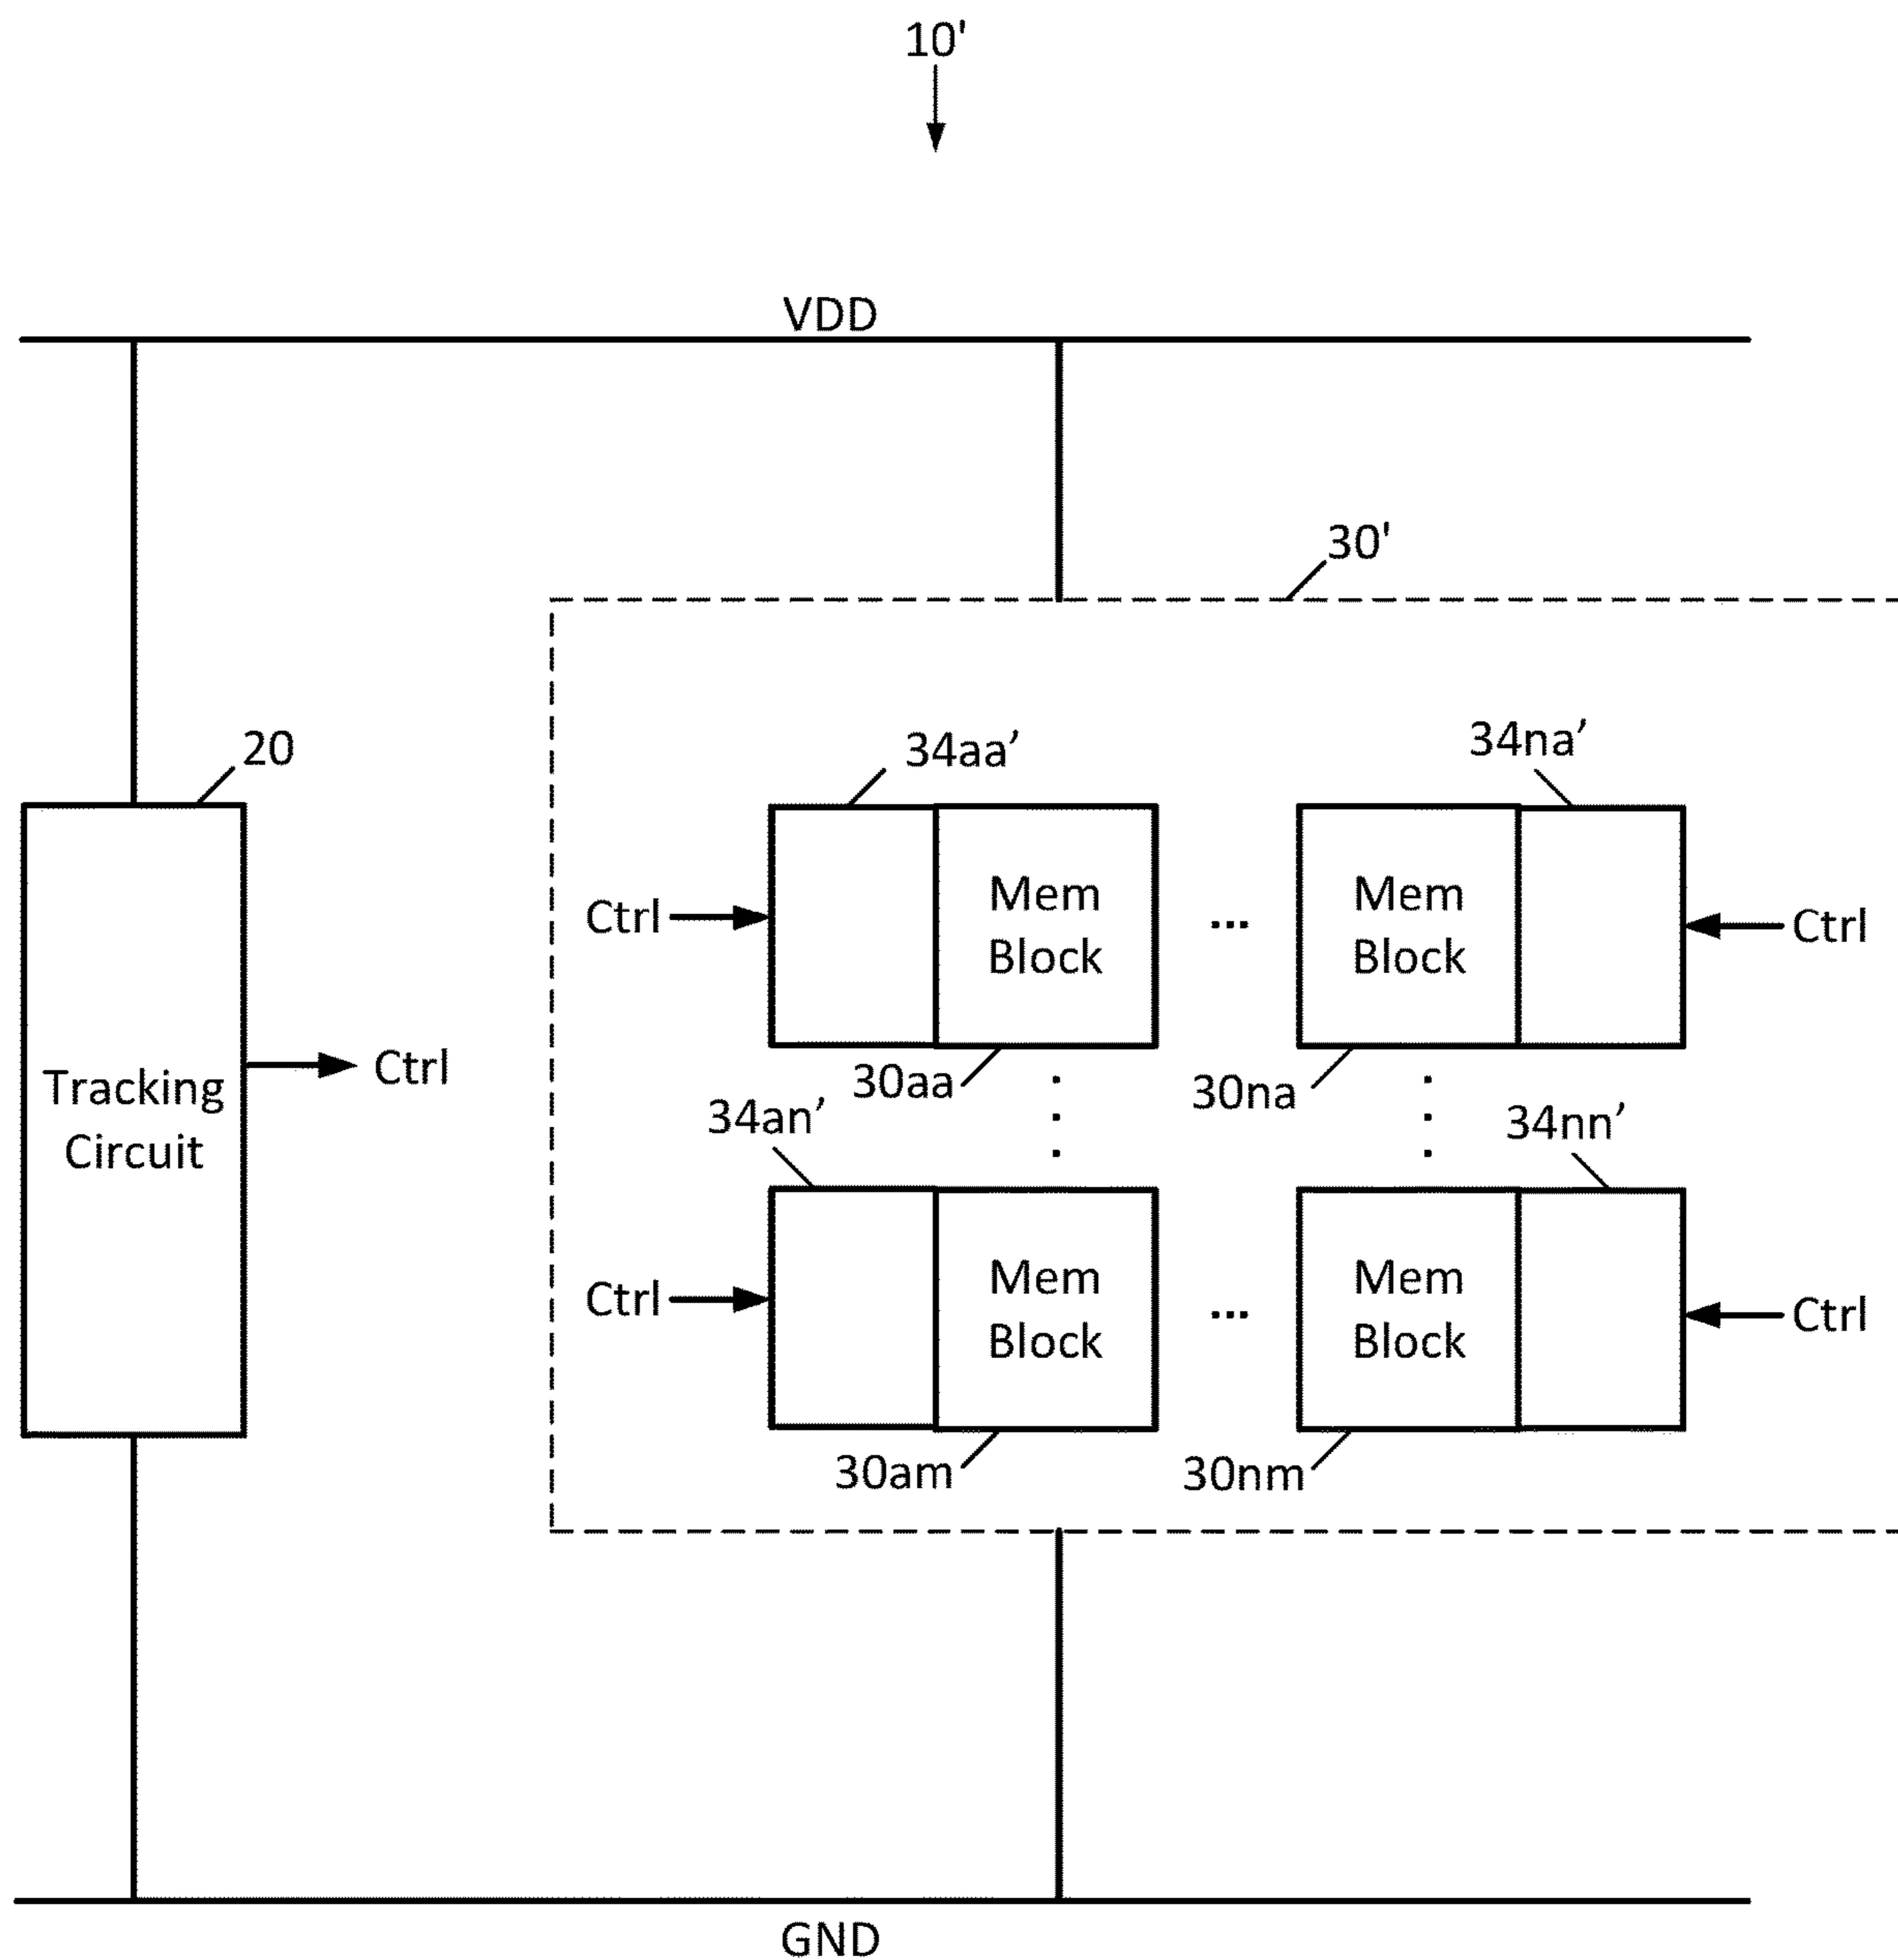 10'
VDD
30'
20
34aa’
34na’
Ctrl
Mem
Block
...
Mem
Block
Ctrl
Tracking
Circuit
Ctrl
30aa
30na
34an’
34nn’
Ctrl
Mem
Block
...
Mem
Block
Ctrl
30am
30nm
GND